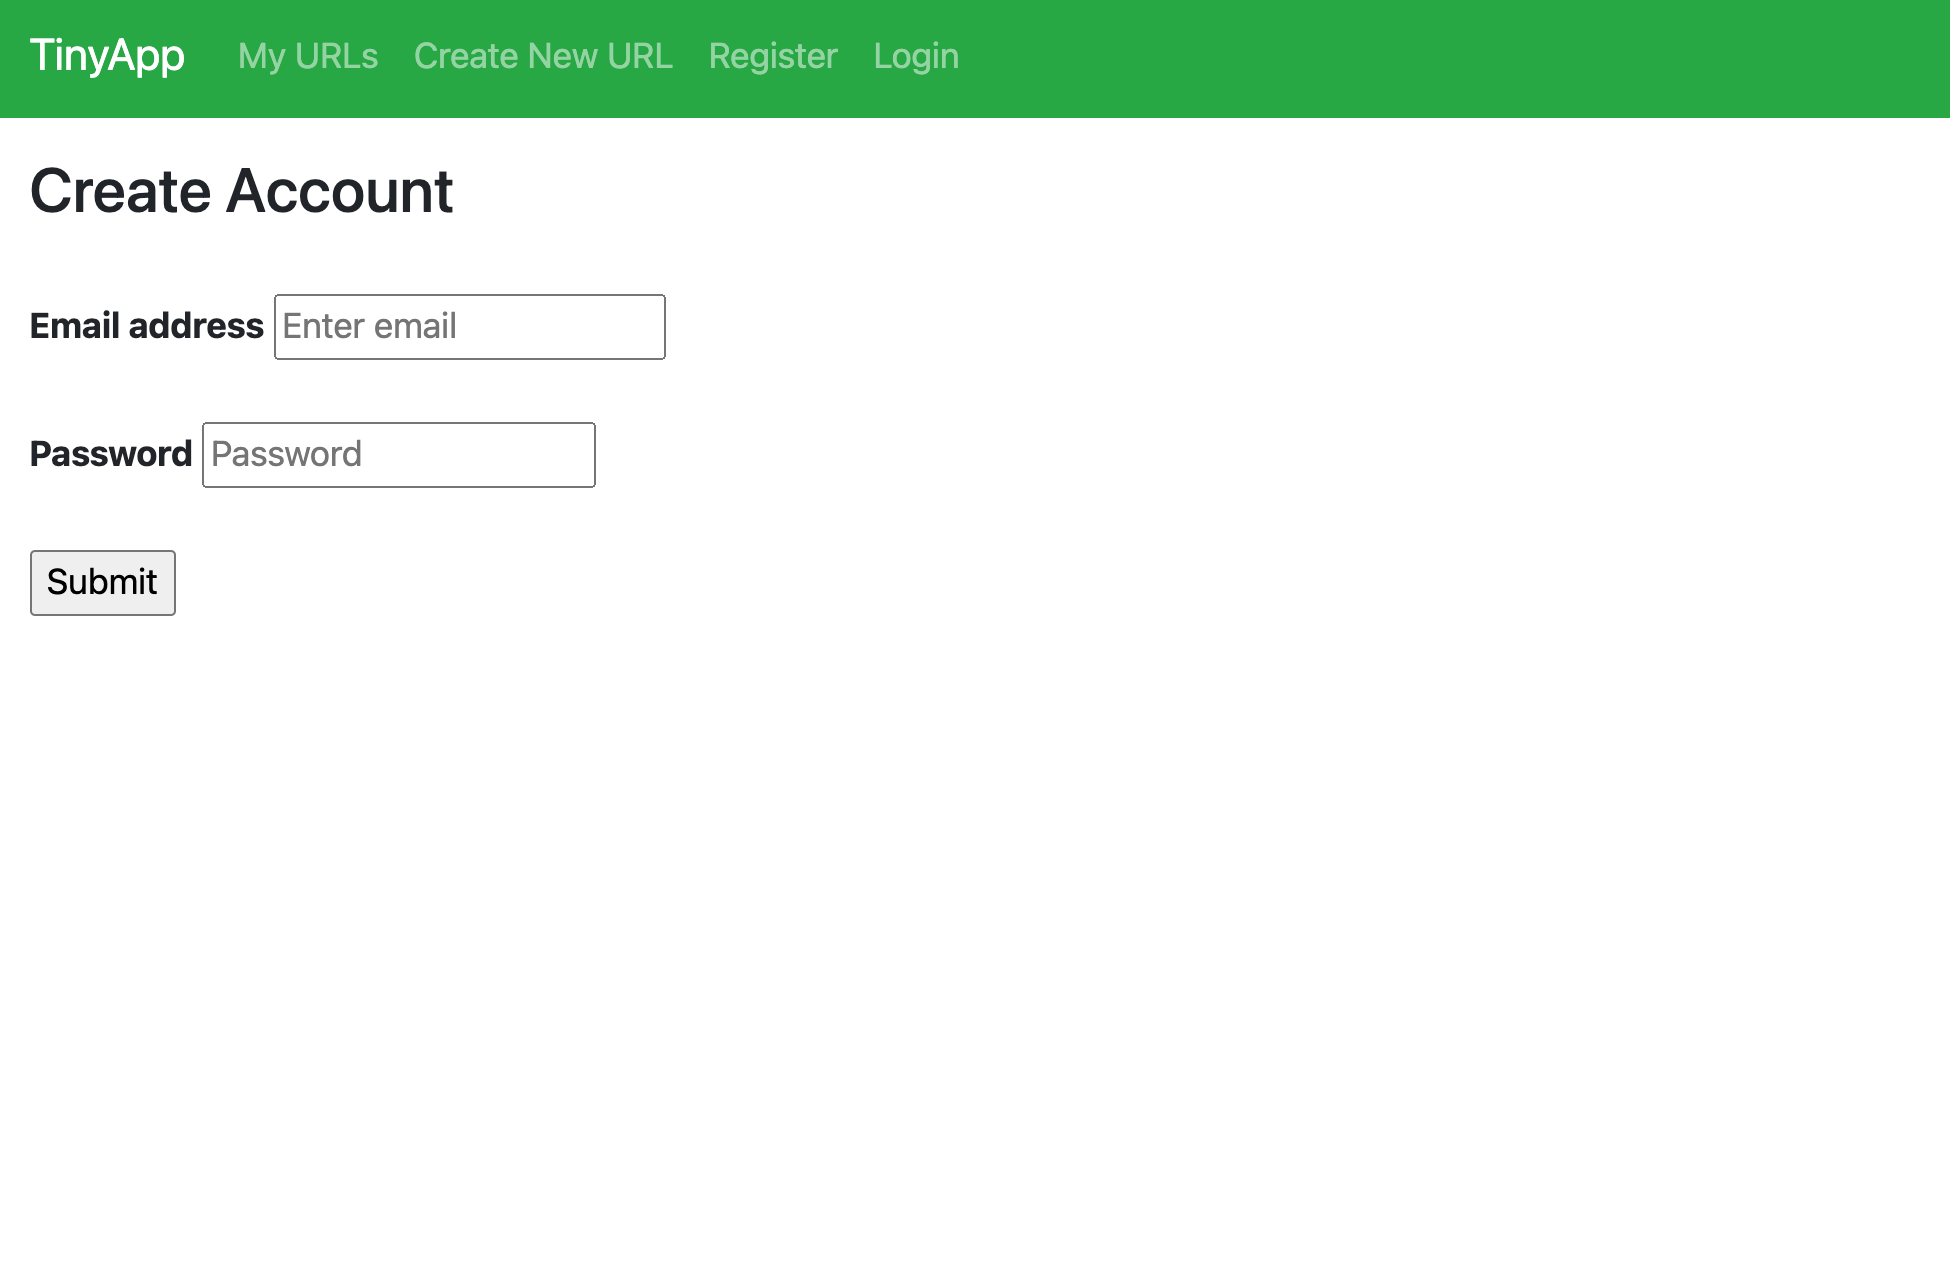 TinyApp My URLs Create New URL Register Login
Create Account
Email address Enter email
Password Password
Submit